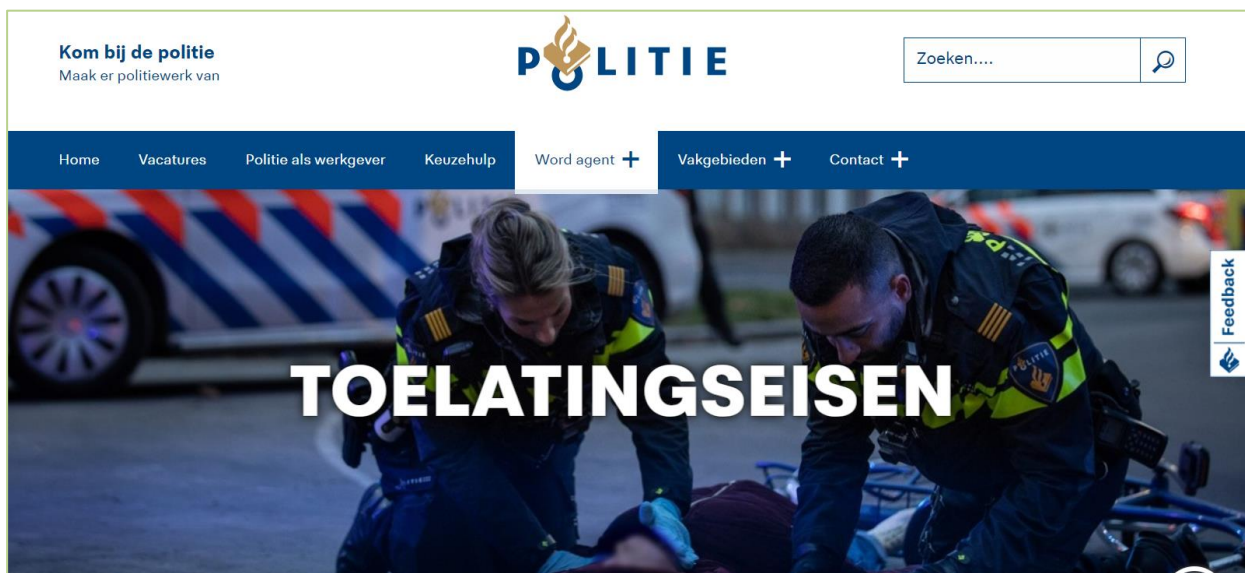 Kom bij de politie
Maak er politiewerk van
POLITIE
Zoeken....
Home Vacatures Politie als werkgever Keuzehulp Word agent + Vakgebieden + Contact +
TOELATINGSEISEN
Feedback